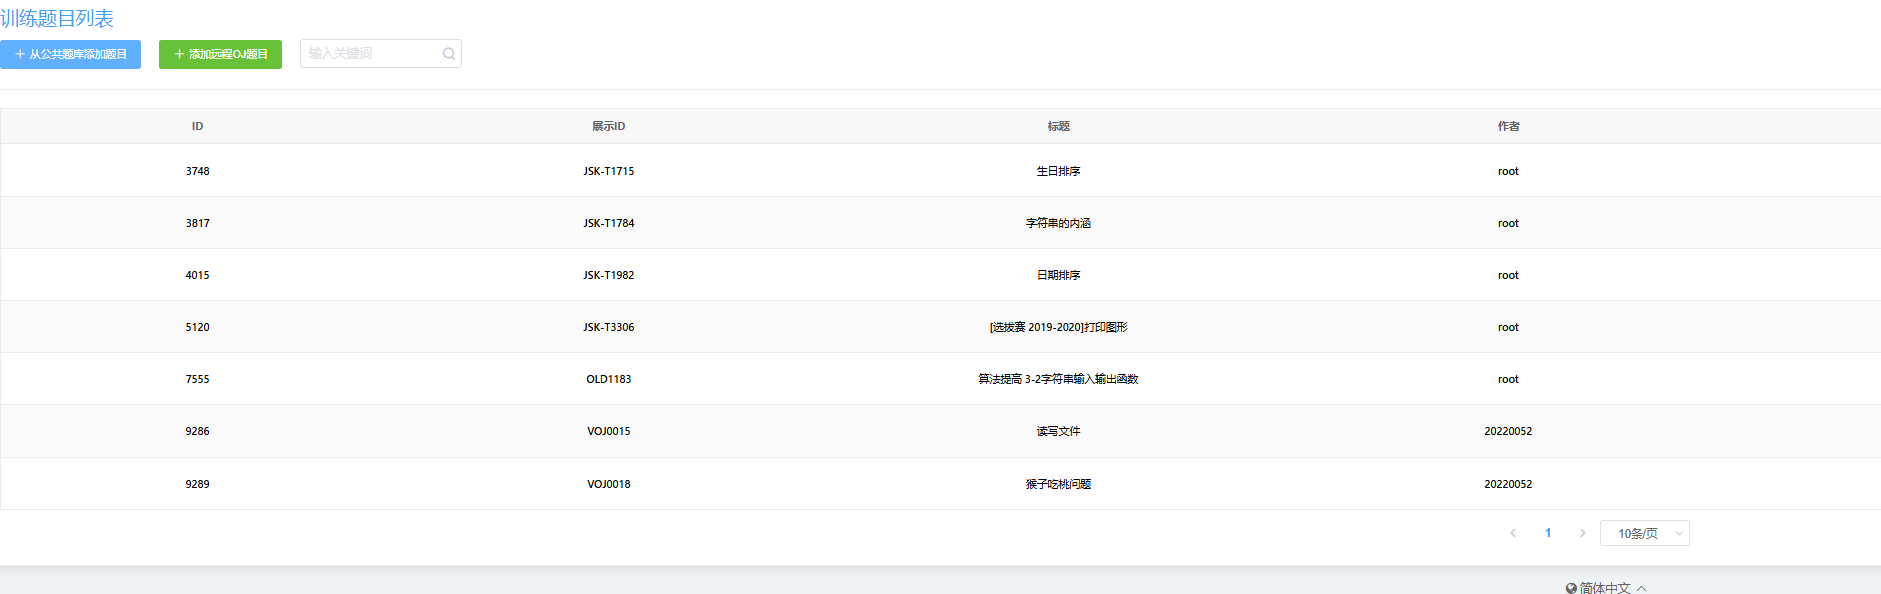 训练题目列表
从公共题库添加题目 添加远程OJ题目 输入关键词
ID 展示ID 标题 作者
3748 JSK-T1715 生日排序 root
3817 JSK-T1784 字符串的内涵 root
4015 JSK-T1982 日期排序 root
5120 JSK-T3306 [选拔赛 2019-2020]打印图形 root
7555 OLD1183 算法提高 3-2字符串输入输出函数 root
9286 VOJ0015 读写文件 20220052
9289 VOJ0018 猴子吃桃问题 20220052
1 10条/页
简体中文